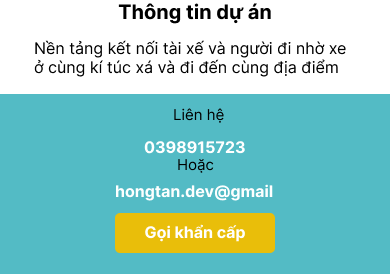 Thông tin dự án
Nền tảng kết nối tài xế và người đi nhờ xe
ở cùng kí túc xá và đi đến cùng địa điểm
Liên hệ
0398915723
Hoặc
hongtan.dev@gmail
Gọi khẩn cấp